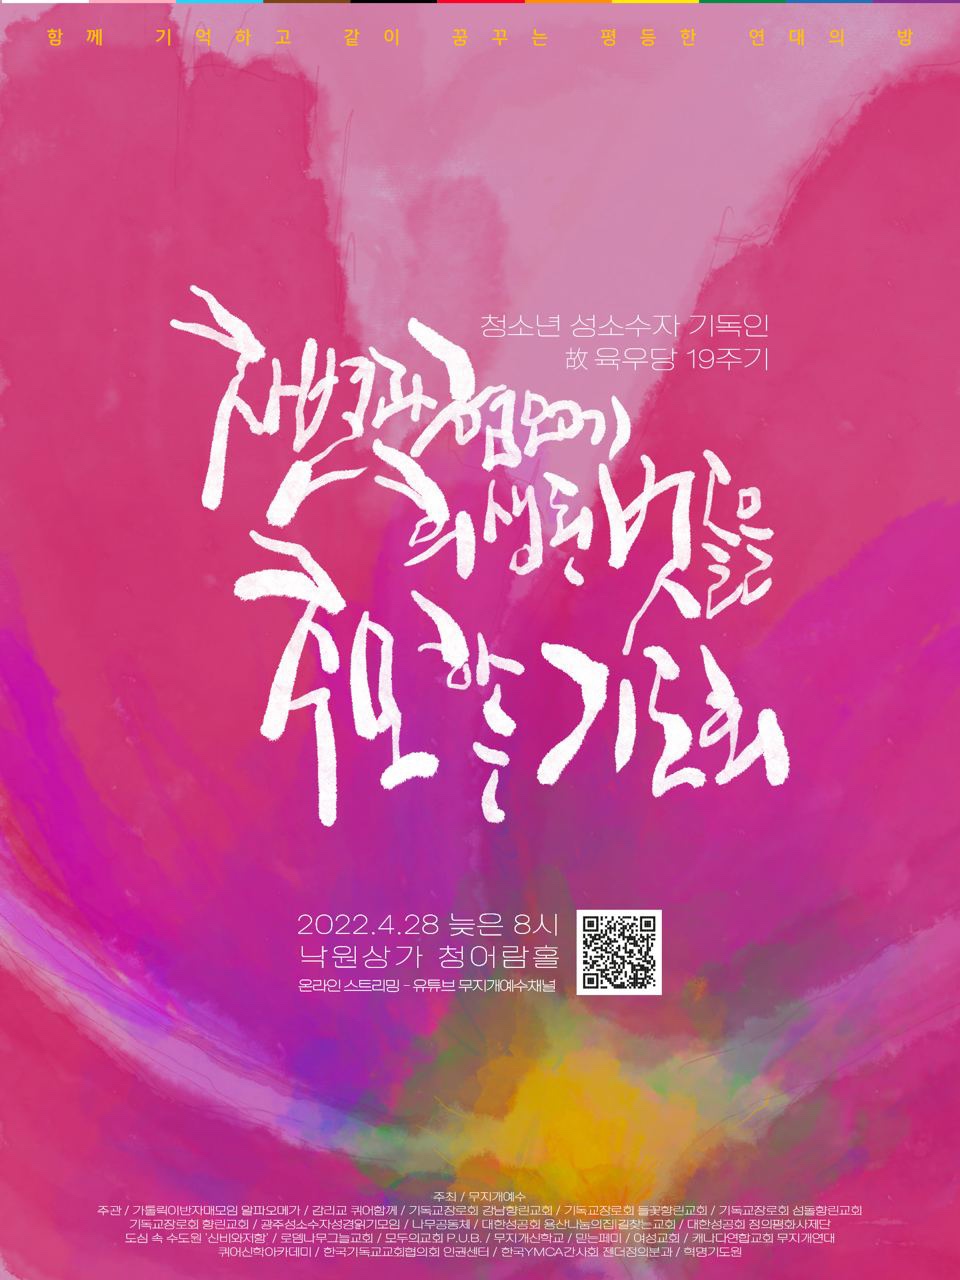 함께 기억하고 같이 꿈꾸는 평등한 연대의 밤
청소년 성소수자 기독인
故 육우당 19주기
차별과 혐오에
희생된 벗들을
추모하는 기도회
2022.4.28 늦은 8시
낙원상가 청어람홀
온라인 스트리밍 - 유튜브 무지개예수채널
주최 / 무지개예수
주관 / 가톨릭이반자매모임 알파오메가 / 감리교 퀴어함께 / 기독교장로회 강남향린교회 / 기독교장로회 들꽃향린교회 / 기독교장로회 섬돌향린교회
기독교장로회 향린교회 / 광주성소수자성경읽기모임 / 나무공동체 / 대한성공회 용산나눔의집|길찾는교회 / 대한성공회 정의평화사제단
도심 속 수도원 '신비와저항' / 로뎀나무그늘교회 / 모두의교회 P.U.B. / 무지개신학교 / 믿는페미 / 여성교회 / 캐나다연합교회 무지개연대
퀴어신학아카데미 / 한국기독교교회협의회 인권센터 / 한국YMCA간사회 젠더정의분과 / 혁명기도원